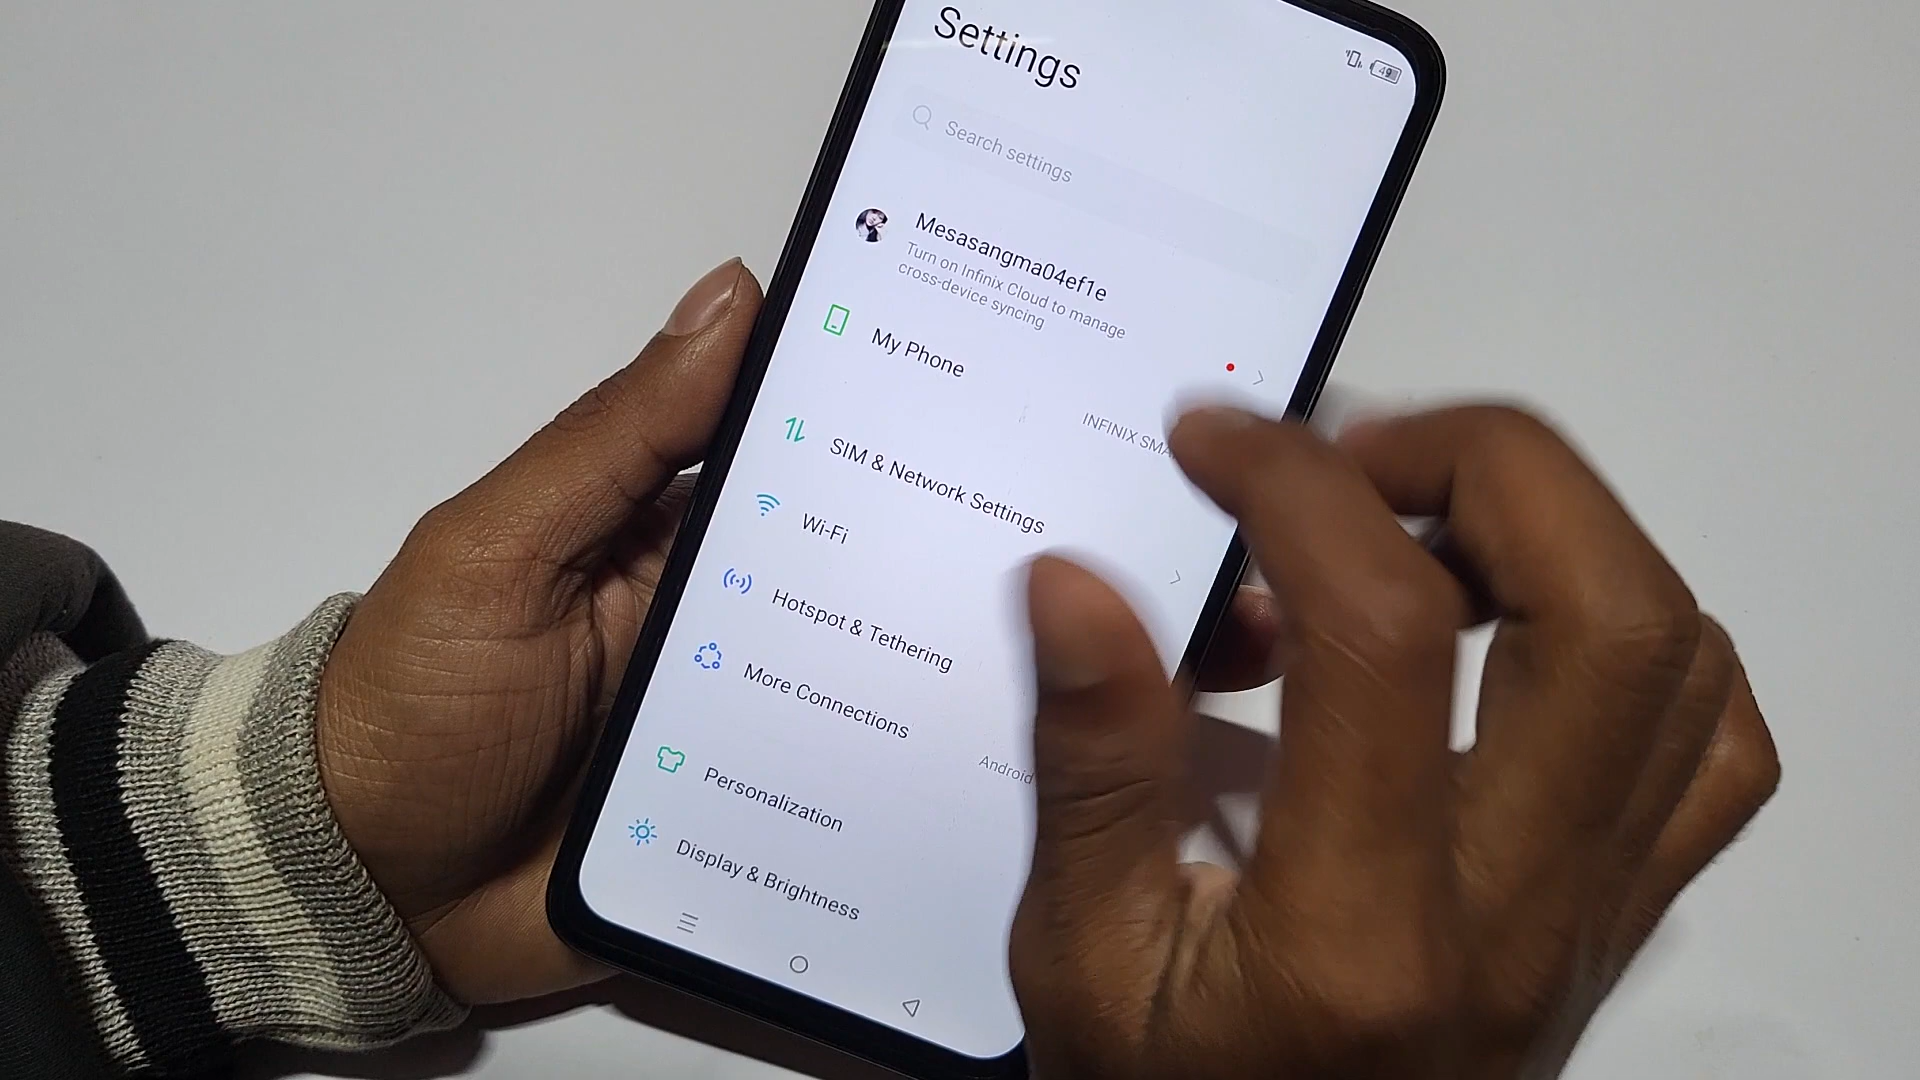 Settings
49
Search settings
Mesasangma04ef1e
Turn on Infinix Cloud to manage
cross-device syncing
My Phone
INFINIX
SIM & Network Settings
Wi-Fi
Hotspot & Tethering
More Connections
Android
Personalization
Display & Brightness